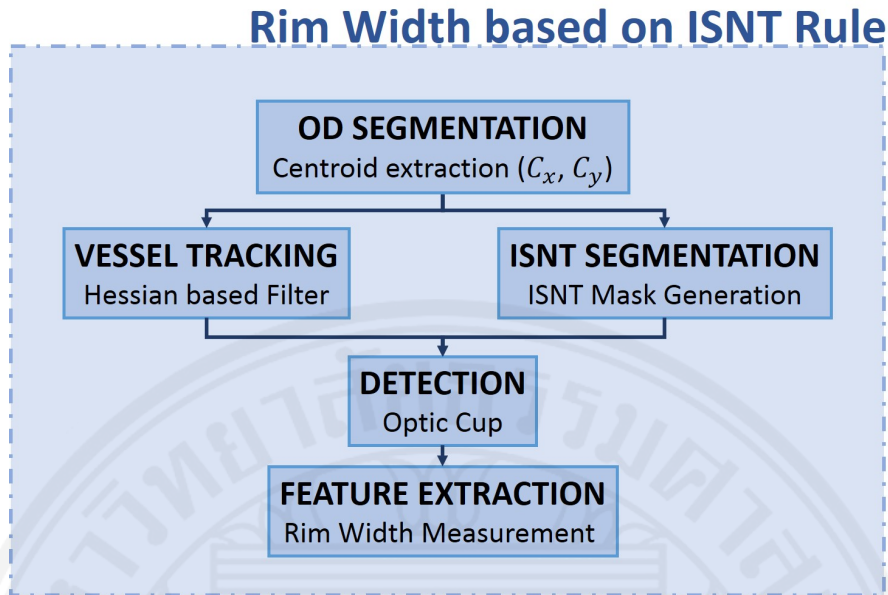 Rim Width based on ISNT Rule
OD SEGMENTATION
Centroid extraction (Cₓ, Cᵧ)
VESSEL TRACKING
Hessian based Filter
ISNT SEGMENTATION
ISNT Mask Generation
DETECTION
Optic Cup
FEATURE EXTRACTION
Rim Width Measurement